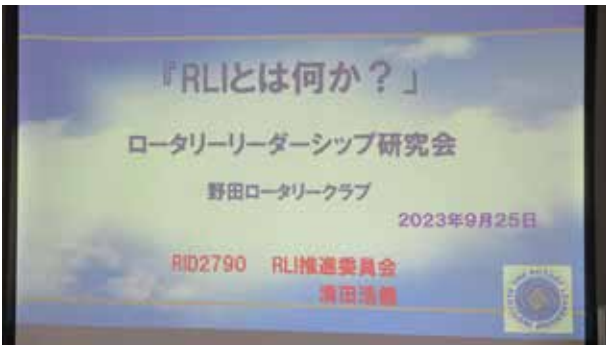 『RLIとは何か？』
ロータリーリーダーシップ研究会
野田ロータリークラブ
2023年9月25日
RID2790 RLI推進委員会